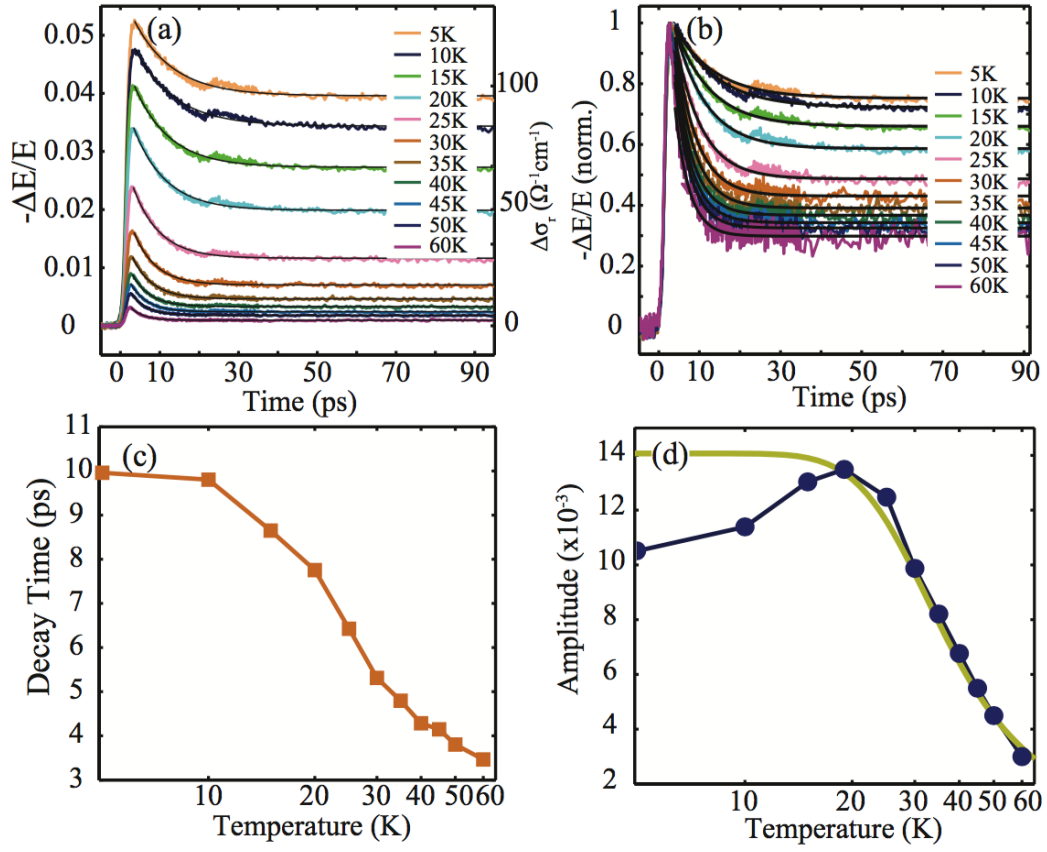 (a)
-ΔE/E
0.05
0.04
0.03
0.02
0.01
0
5K
10K
15K
20K
25K
30K
35K
40K
45K
50K
60K
100
50
0
Δσr (Ω-1cm-1)
0 10 30 50 70 90
Time (ps)
(b)
-ΔE/E (norm.)
1
0.8
0.6
0.4
0.2
0
5K
10K
15K
20K
25K
30K
35K
40K
45K
50K
60K
0 10 30 50 70 90
Time (ps)
(c)
Decay Time (ps)
11
10
9
8
7
6
5
4
3
10 20 30 40 50 60
Temperature (K)
(d)
Amplitude (x10-3)
14
12
10
8
6
4
2
10 20 30 40 50 60
Temperature (K)